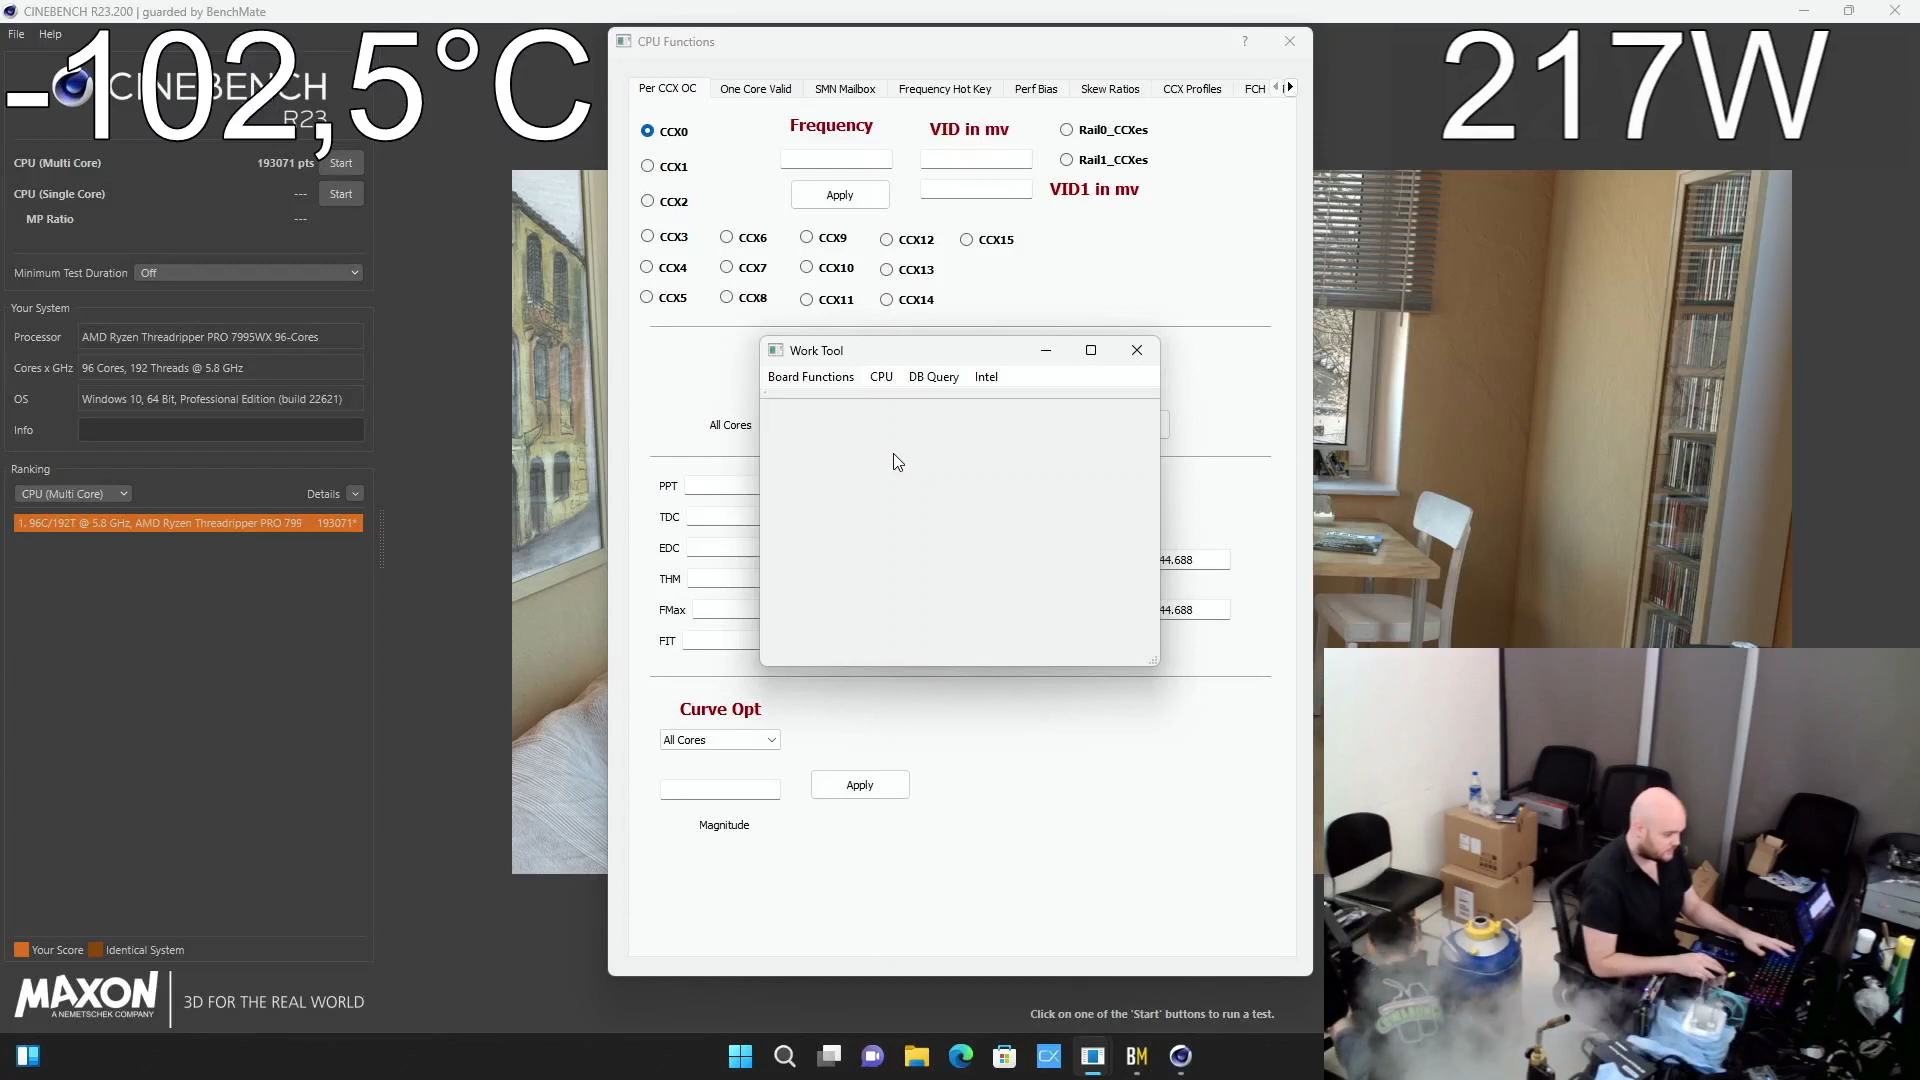 CINEBENCH R23.200 | guarded by BenchMate
File Help
-102,5°C
217W
CINEBENCH
R23
CPU (Multi Core) 193071 pts Start
CPU (Single Core) --- Start
MP Ratio ---
Minimum Test Duration Off
Your System
Processor AMD Ryzen Threadripper PRO 7995WX 96-Cores
Cores x GHz 96 Cores, 192 Threads @ 5.8 GHz
OS Windows 10, 64 Bit, Professional Edition (build 22621)
Info
Ranking
CPU (Multi Core) Details
1. 96C/192T @ 5.8 GHz, AMD Ryzen Threadripper PRO 799 193071*
Your Score Identical System
MAXON
A NEMETSCHEK COMPANY
3D FOR THE REAL WORLD
Click on one of the 'Start' buttons to run a test.
CPU Functions ?
Per CCX OC One Core Valid SMN Mailbox Frequency Hot Key Perf Bias Skew Ratios CCX Profiles FCH
CCX0 Frequency VID in mv Rail0_CCXes
CCX1 Rail1_CCXes
CCX2 Apply VID1 in mv
CCX3 CCX6 CCX9 CCX12 CCX15
CCX4 CCX7 CCX10 CCX13
CCX5 CCX8 CCX11 CCX14
Work Tool
Board Functions CPU DB Query Intel
All Cores
PPT
TDC
EDC
44.688
THM
FMax 44.688
FIT
Curve Opt
All Cores
Apply
Magnitude
CX
BM